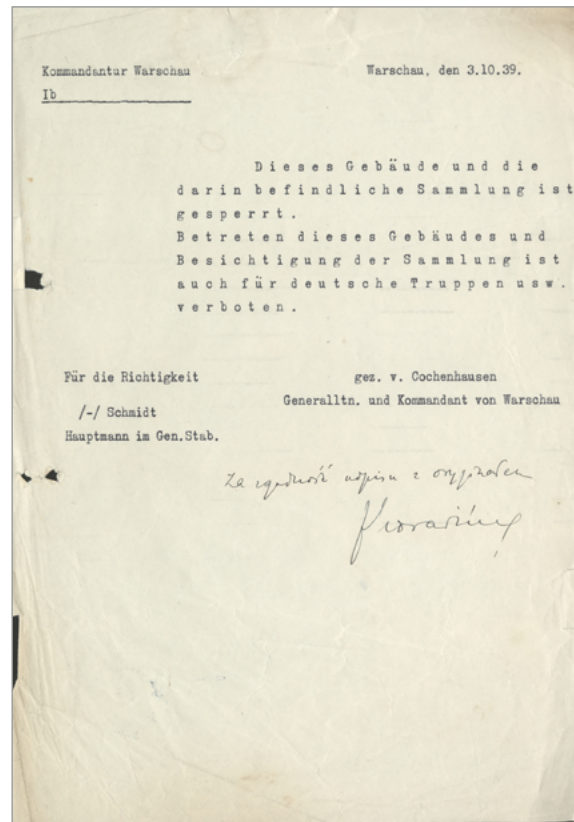 Kommandantur Warschau
Warschau, den 3.10.39.
Ib
Dieses Gebäude und die
darin befindliche Sammlung ist
gesperrt.
Betreten dieses Gebäudes und
Besichtigung der Sammlung ist
auch für deutsche Truppen usw.
verboten.
Für die Richtigkeit
gez. v. Cochenhausen
Generalltn. und Kommandant von Warschau
/-/ Schmidt
Hauptmann im Gen.Stab.
Za zgodność odpisu z oryginałem